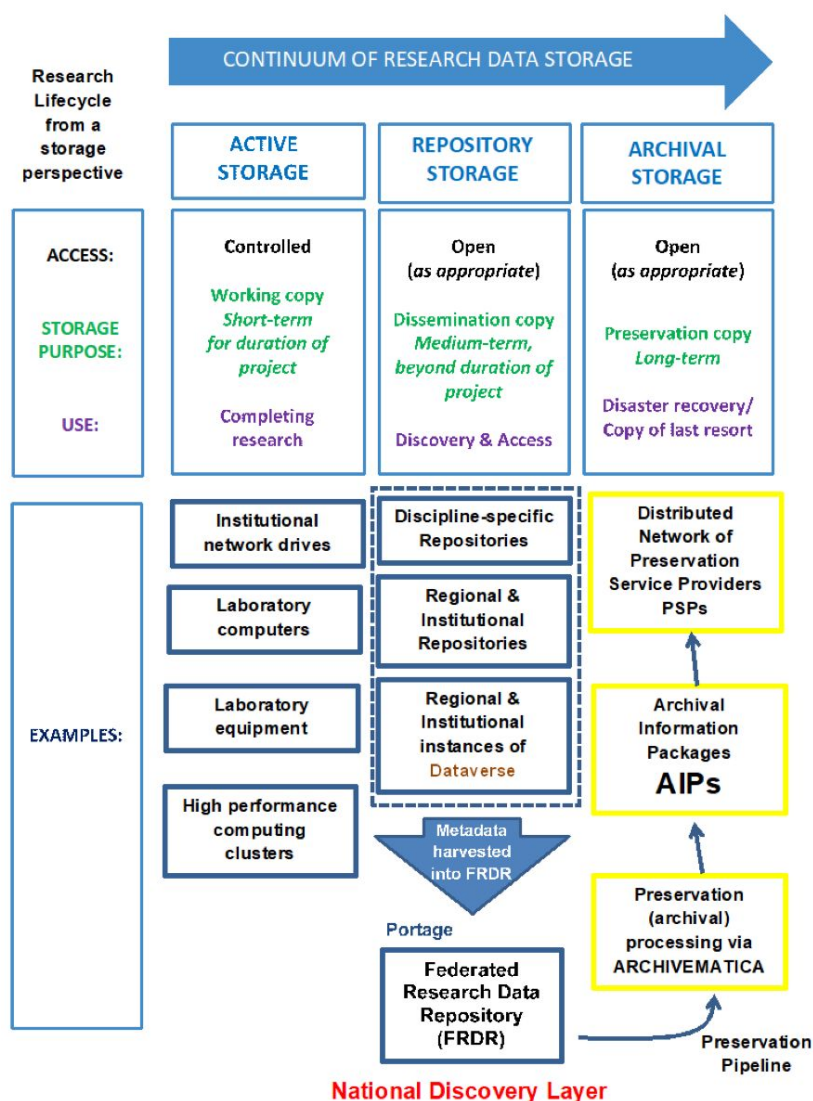 CONTINUUM OF RESEARCH DATA STORAGE
Research
Lifecycle
from a
storage
perspective
ACTIVE
STORAGE
REPOSITORY
STORAGE
ARCHIVAL
STORAGE
ACCESS:
STORAGE
PURPOSE:
USE:
Controlled
Working copy
Short-term
for duration of
project
Completing
research
Open
(as appropriate)
Dissemination copy
Medium-term,
beyond duration of
project
Discovery & Access
Open
(as appropriate)
Preservation copy
Long-term
Disaster recovery/
Copy of last resort
EXAMPLES:
Institutional
network drives
Laboratory
computers
Laboratory
equipment
High performance
computing
clusters
Discipline-specific
Repositories
Regional &
Institutional
Repositories
Regional &
Institutional
instances of
Dataverse
Metadata
harvested
into FRDR
Portage
Federated
Research Data
Repository
(FRDR)
National Discovery Layer
Distributed
Network of
Preservation
Service Providers
PSPs
Archival
Information
Packages
AIPs
Preservation
(archival)
processing via
ARCHIVEMATICA
Preservation
Pipeline